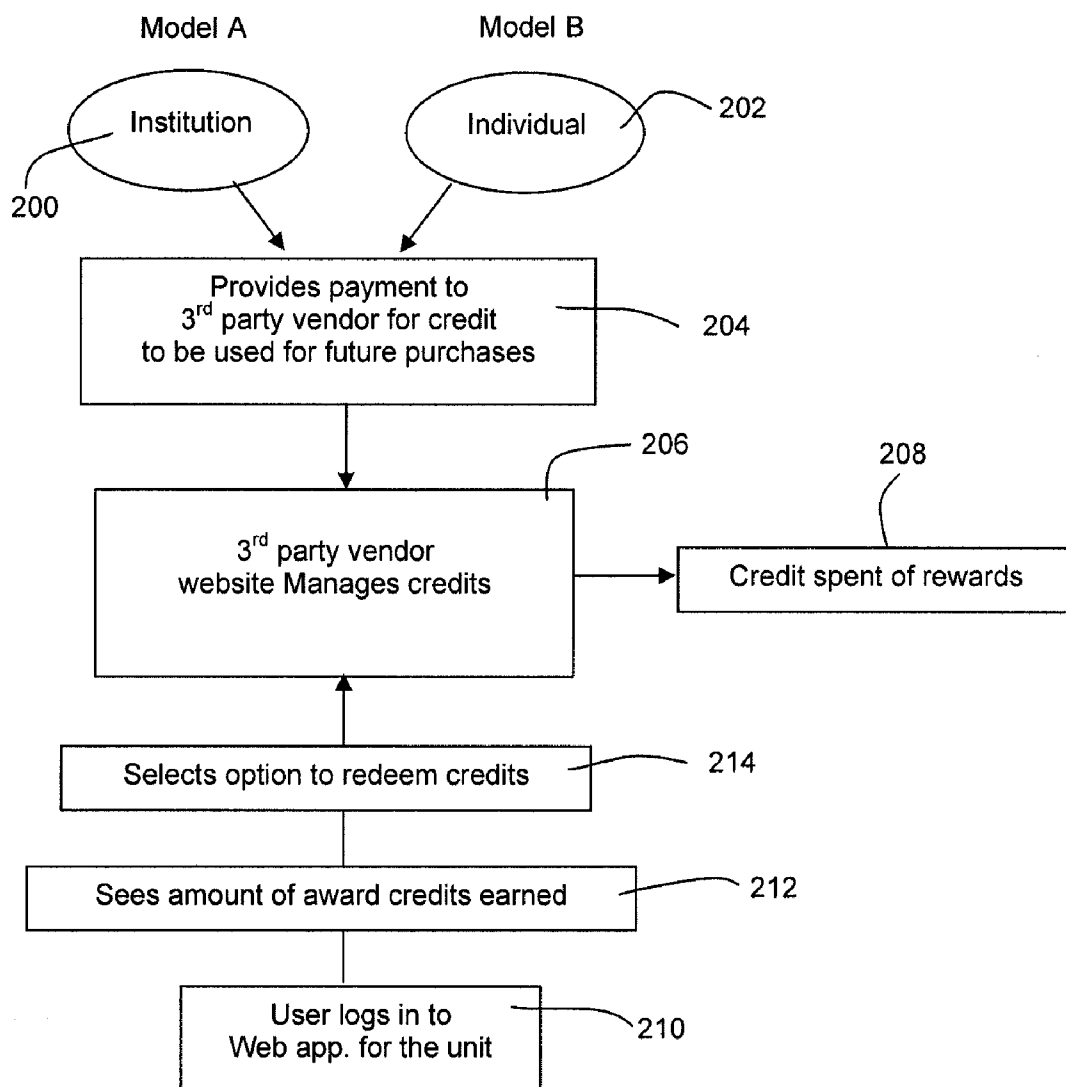 Model A
Model B
Institution
Individual
202
200
Provides payment to
3rd party vendor for credit
to be used for future purchases
204
206
208
3rd party vendor
website Manages credits
Credit spent of rewards
Selects option to redeem credits
214
Sees amount of award credits earned
212
User logs in to
Web app. for the unit
210